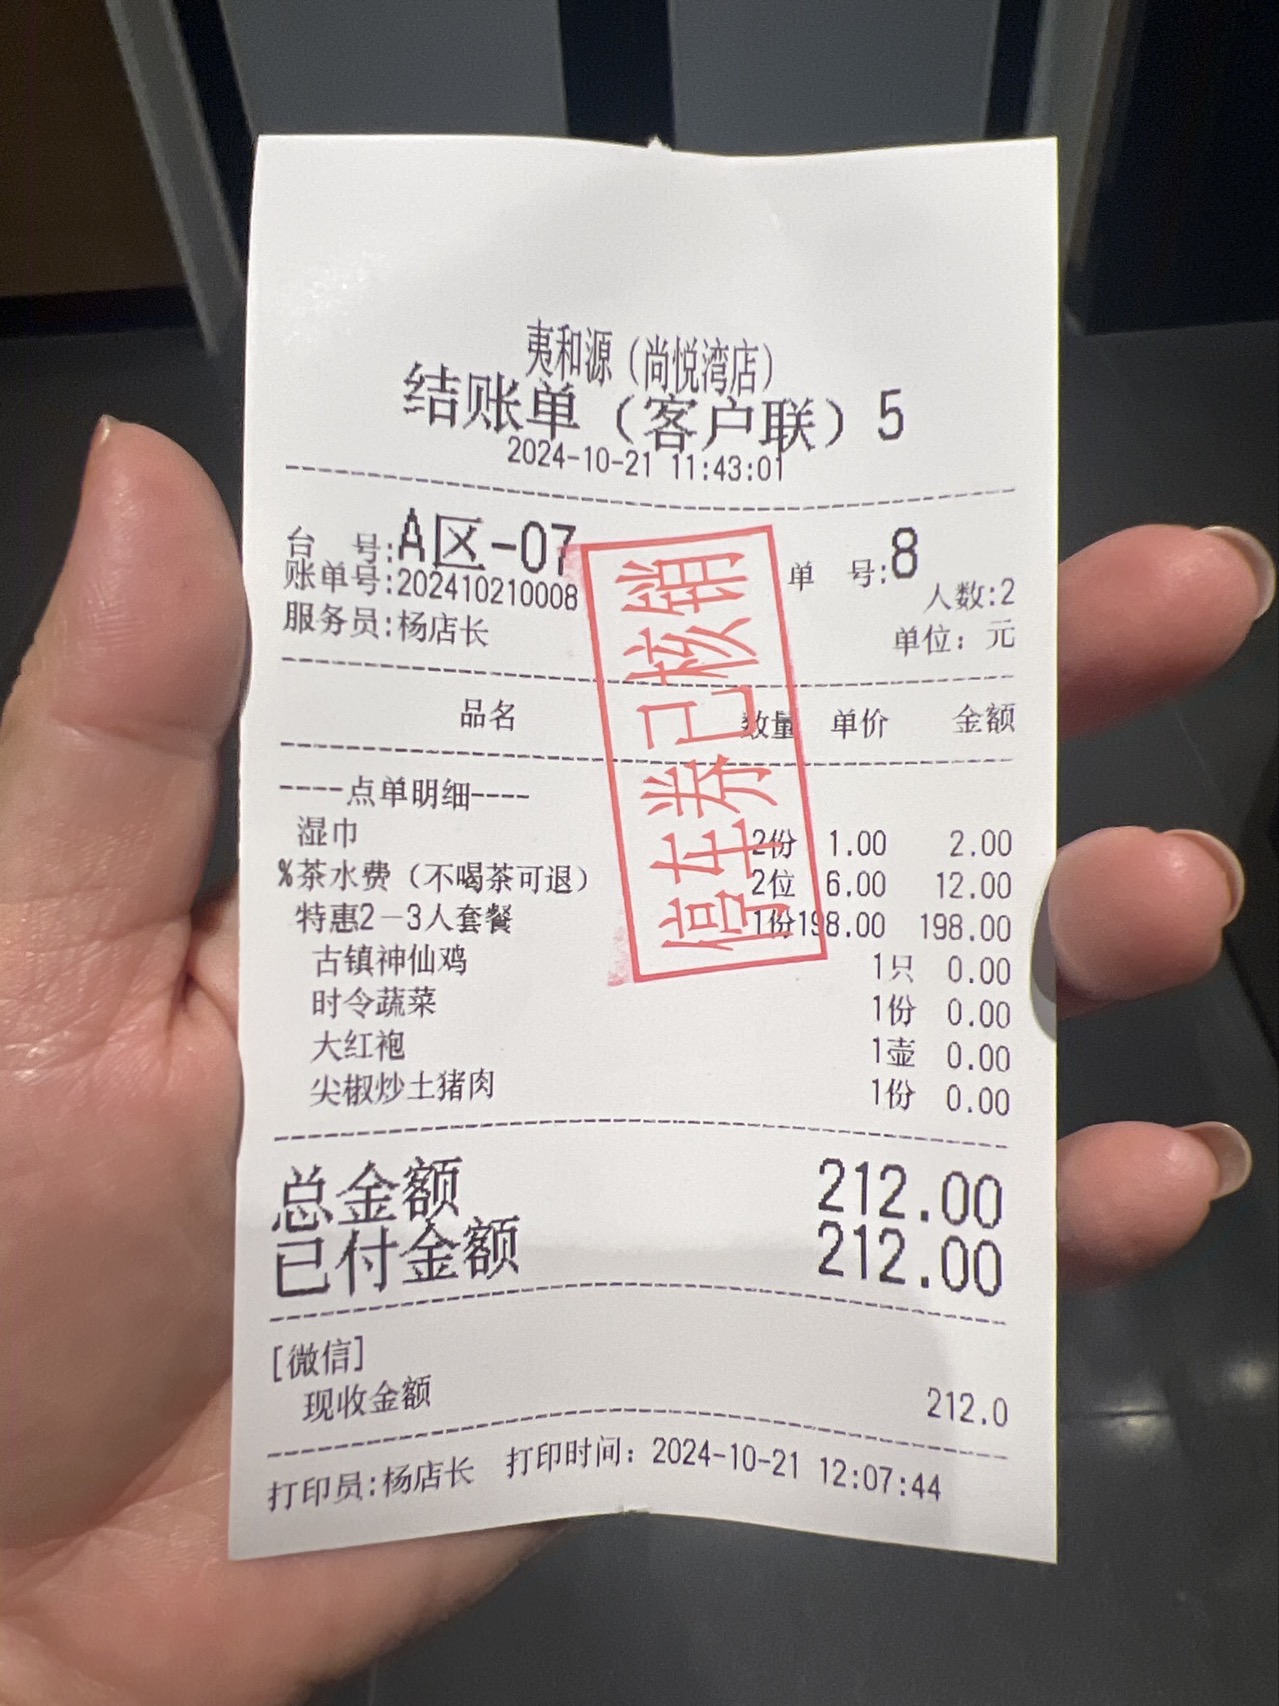 夷和源（尚悦湾店）
结账单（客户联）5
2024-10-21 11:43:01
台 号:A区-07 单 号:8
账单号:202410210008 人数:2
服务员:杨店长 单位: 元
品名 数量 单价 金额
----点单明细----
湿巾 2份 1.00 2.00
%茶水费（不喝茶可退） 2位 6.00 12.00
特惠2-3人套餐 1份198.00 198.00
古镇神仙鸡 1只 0.00
时令蔬菜 1份 0.00
大红袍 1壶 0.00
尖椒炒土猪肉 1份 0.00
总金额 212.00
已付金额 212.00
[微信]
现收金额 212.0
打印员:杨店长 打印时间: 2024-10-21 12:07:44
停车券已核销